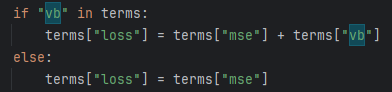 if "vb" in terms:
    terms["loss"] = terms["mse"] + terms["vb"]
else:
    terms["loss"] = terms["mse"]